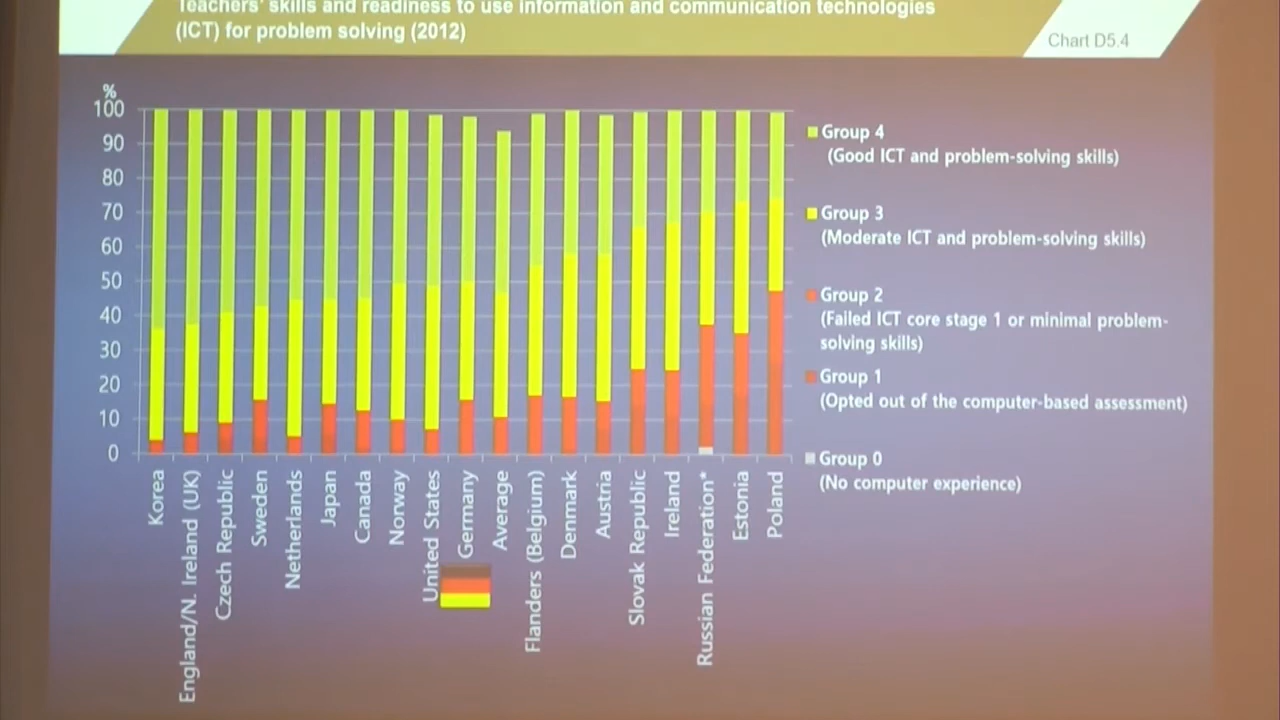 Teachers' skills and readiness to use information and communication technologies
(ICT) for problem solving (2012)
Chart D5.4
%
100
90
80
70
60
50
40
30
20
10
0
Korea
England/N. Ireland (UK)
Czech Republic
Sweden
Netherlands
Japan
Canada
Norway
United States
Germany
Average
Flanders (Belgium)
Denmark
Austria
Slovak Republic
Ireland
Russian Federation*
Estonia
Poland
Group 4
(Good ICT and problem-solving skills)
Group 3
(Moderate ICT and problem-solving skills)
Group 2
(Failed ICT core stage 1 or minimal problem-
solving skills)
Group 1
(Opted out of the computer-based assessment)
Group 0
(No computer experience)